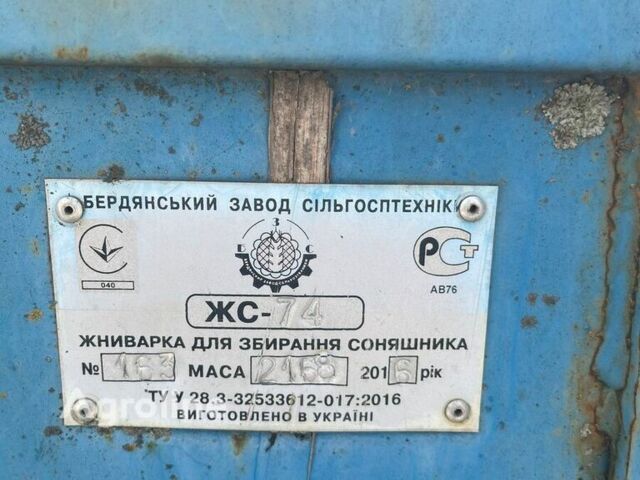 БЕРДЯНСЬКИЙ ЗАВОД СІЛЬГОСПТЕХНІКИ
Б З С
040
РСТ
АВ76
ЖС-74
ЖНИВАРКА ДЛЯ ЗБИРАННЯ СОНЯШНИКА
№ 163 МАСА 2168 2016 рік
ТУ У 28.3-32533612-017:2016
ВИГОТОВЛЕНО В УКРАЇНІ